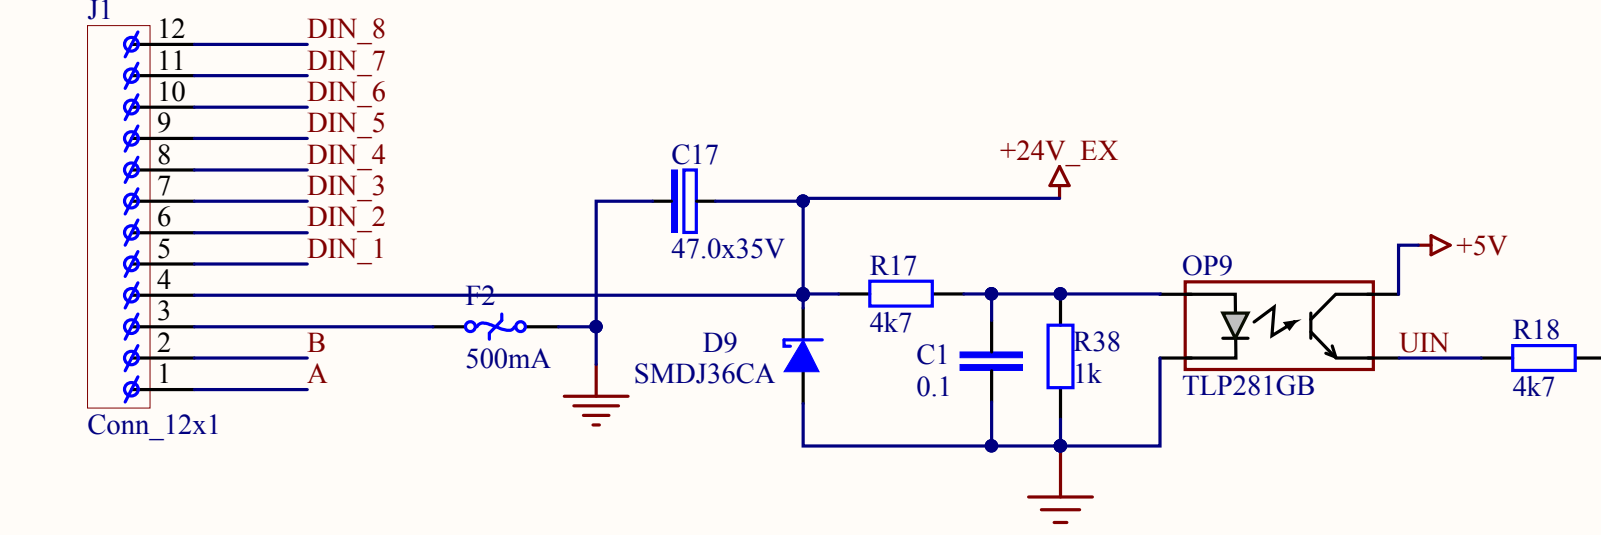 J1
12 DIN_8
11 DIN_7
10 DIN_6
9 DIN_5
8 DIN_4
7 DIN_3
6 DIN_2
5 DIN_1
4
3
2 B
1 A
Conn_12x1
F2
500mA
C17
47.0x35V
+24V_EX
D9
SMDJ36CA
R17
4k7
C1
0.1
R38
1k
OP9
TLP281GB
+5V
UIN
R18
4k7